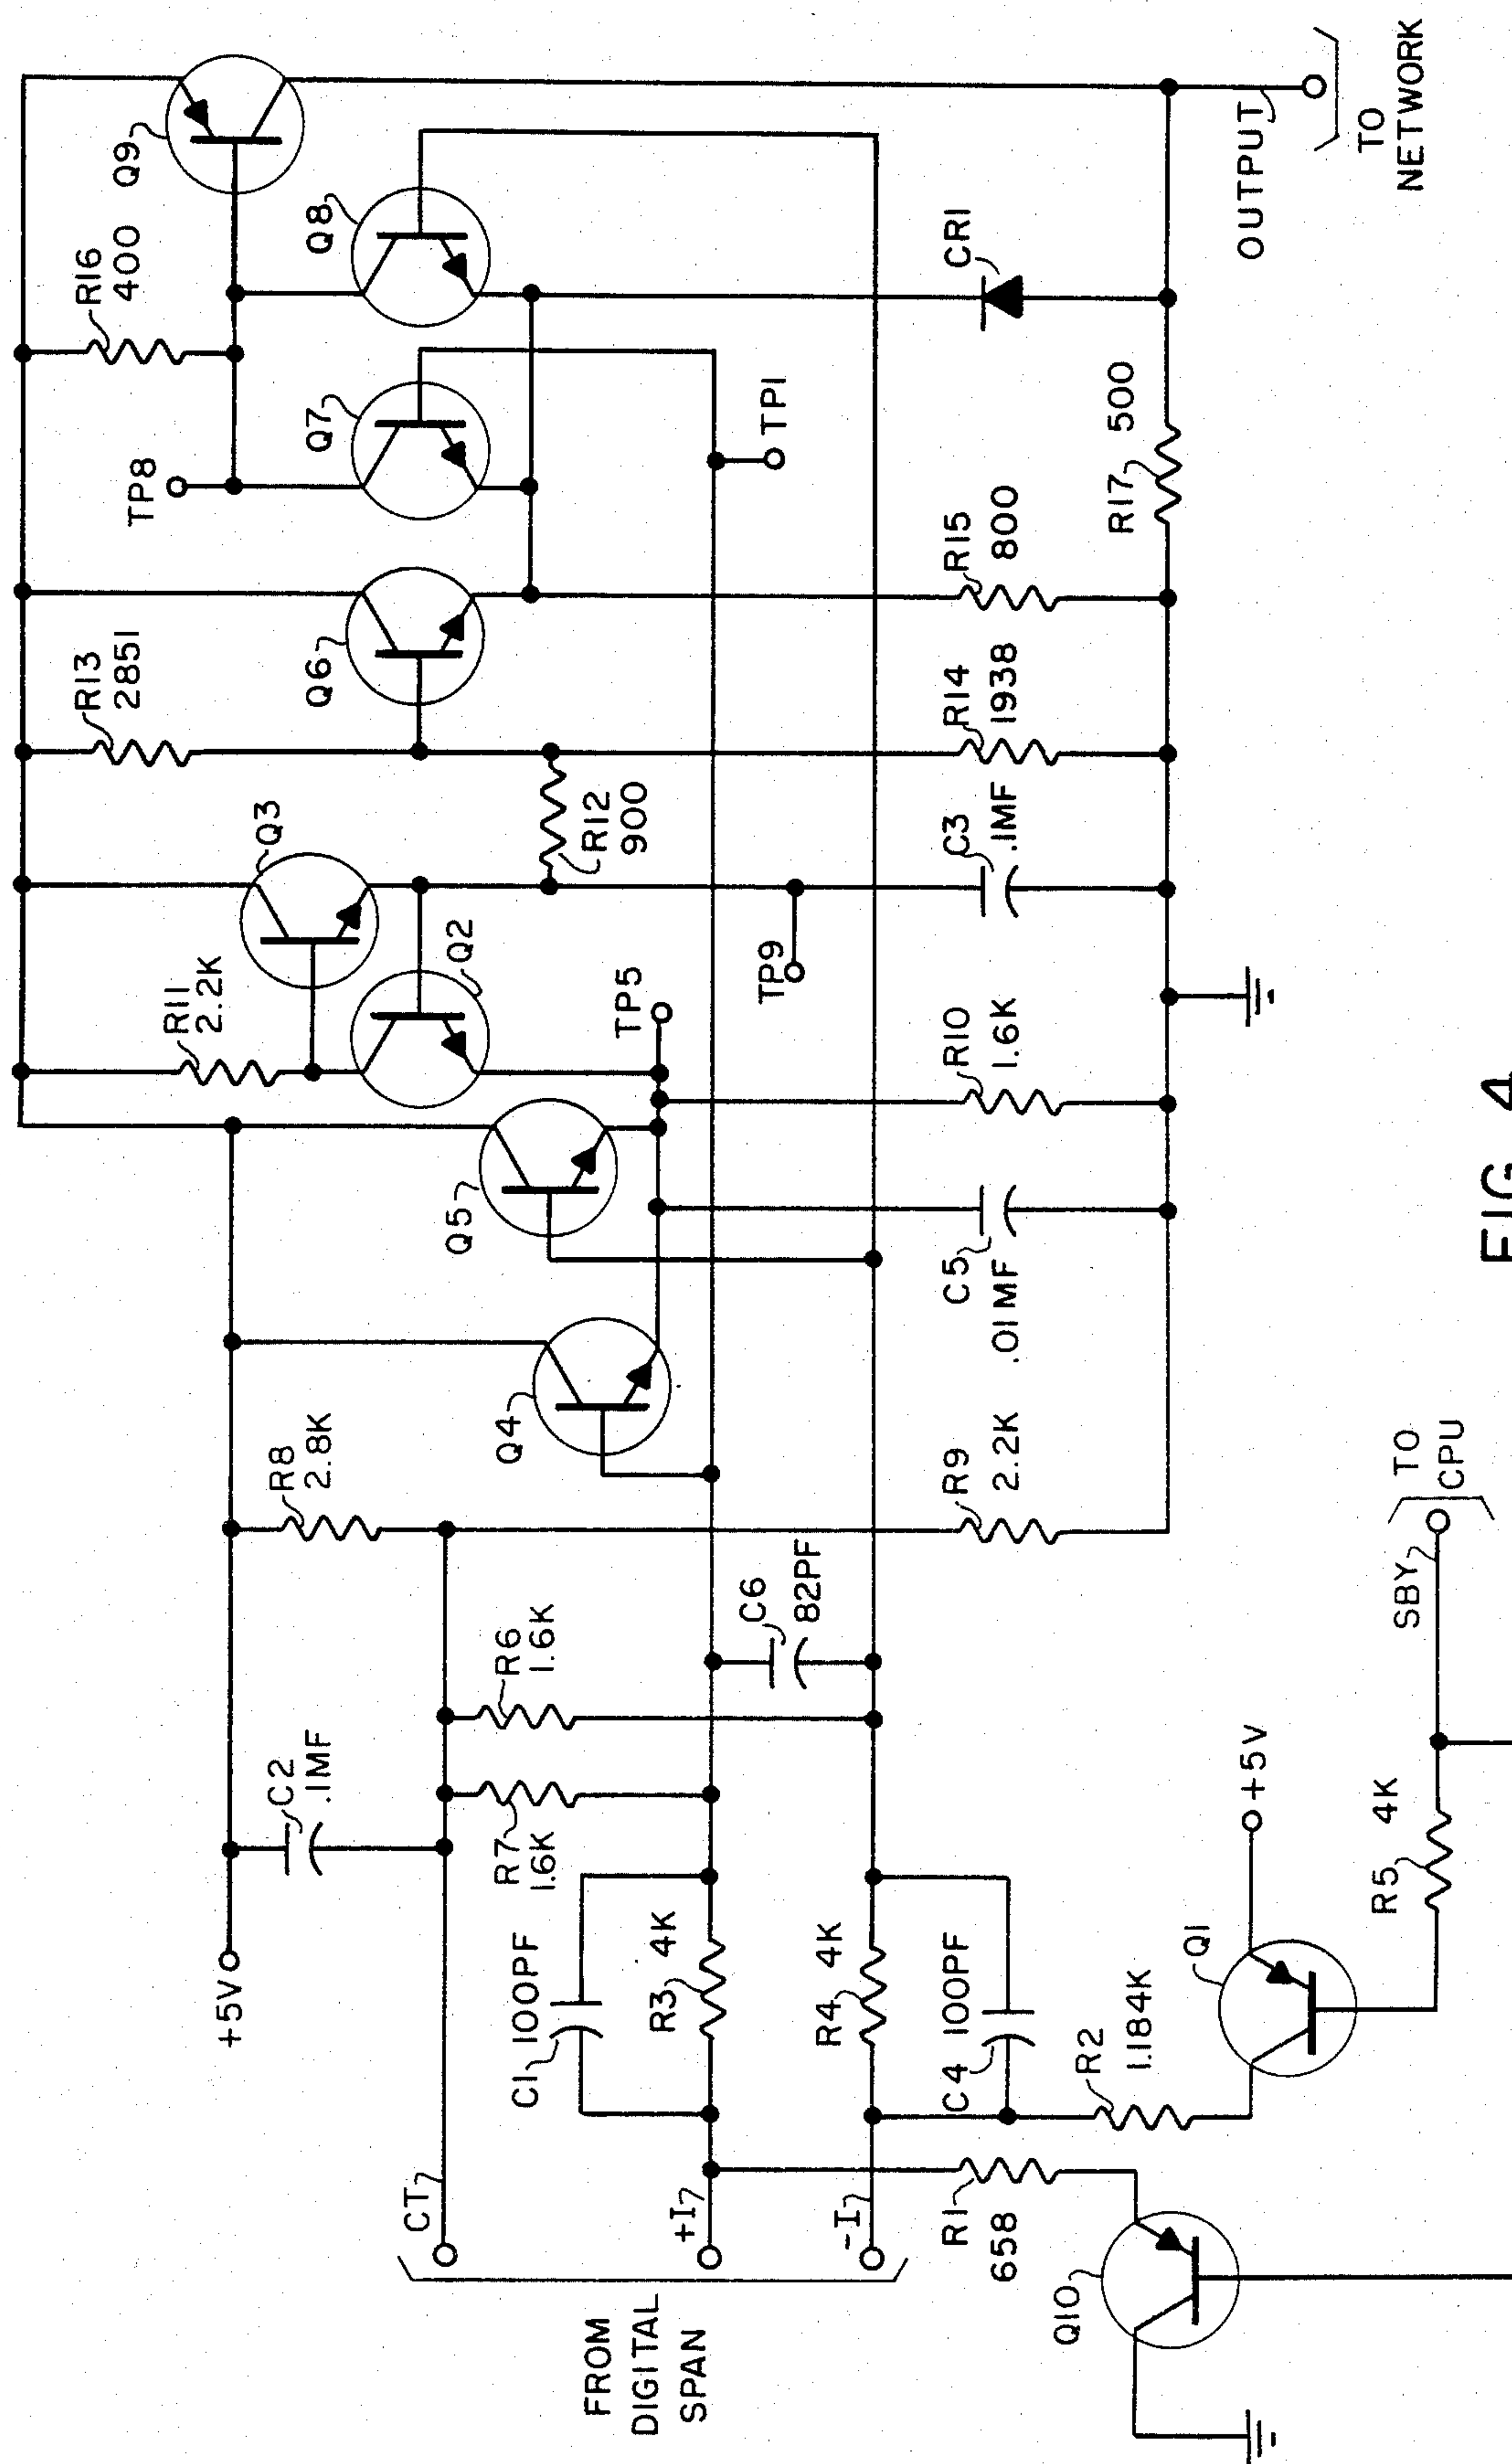 FROM
DIGITAL
SPAN
CT
+I
-I
+5V
C2
.1MF
R7
1.6K
R6
1.6K
C1 100PF
R3 4K
R4 4K
C4 100PF
R1
658
Q10
R2
1.184K
Q1
+5V
R5 4K
SBY
TO
CPU
C6
82PF
R8
2.8K
R9
2.2K
Q4
Q5
C5
.01MF
R10
1.6K
TP5
R11
2.2K
Q2
Q3
TP9
C3
.1MF
R12
900
R13
2851
R14
1938
Q6
R15
800
R17 500
TP8
Q7
TP1
Q8
R16
400
Q9
CR1
OUTPUT
TO
NETWORK
FIG. 4